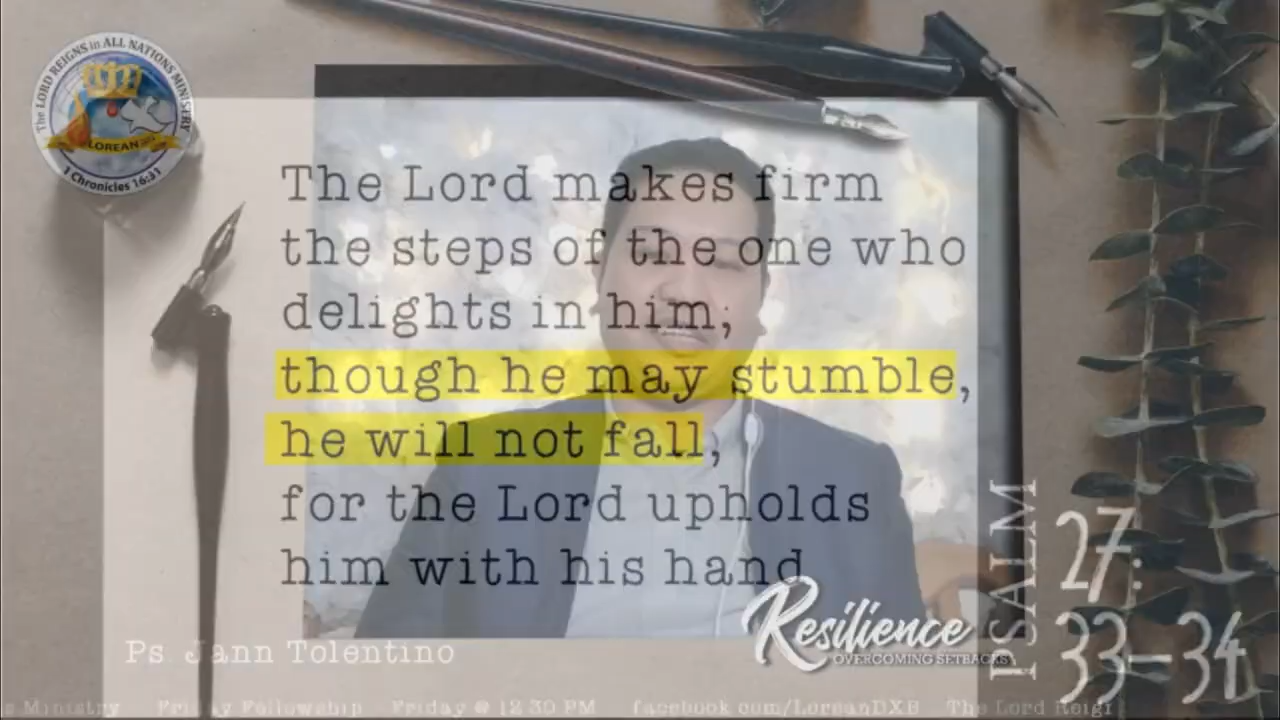 The LORD REIGNS in ALL NATIONS MINISTRY
LOREAN
1 Chronicles 16:31
The Lord makes firm
the steps of the one who
delights in him;
though he may stumble,
he will not fall;
for the Lord upholds
him with his hand
PSALM
27:
33-34
Resilience
OVERCOMING SETBACKS
Ps Jann Tolentino
s Ministry Friday Fellowship - Friday @ 12 30 PM facebook com/LoreanDXB The Lord Reigi